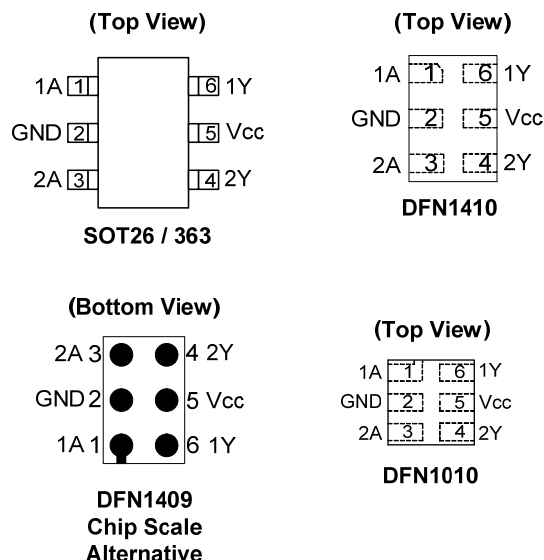 (Top View)
1A 1 6 1Y
GND 2 5 Vcc
2A 3 4 2Y
SOT26 / 363
(Top View)
1A 1 6 1Y
GND 2 5 Vcc
2A 3 4 2Y
DFN1410
(Bottom View)
2A 3 4 2Y
GND 2 5 Vcc
1A 1 6 1Y
DFN1409
Chip Scale
Alternative
(Top View)
1A 1 6 1Y
GND 2 5 Vcc
2A 3 4 2Y
DFN1010